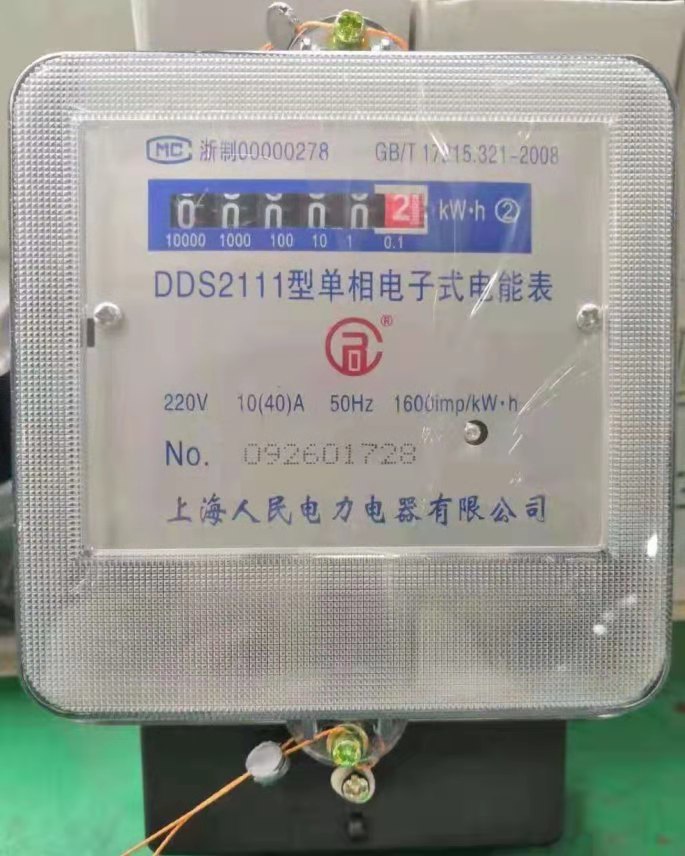 MC 浙制00000278 GB/T 17215.321-2008
0 0 0 0 0 2 kW·h ②
10000 1000 100 10 1 0.1
DDS2111型单相电子式电能表
®
220V 10(40)A 50Hz 1600imp/kW·h
No. 092601728
上海人民电力电器有限公司